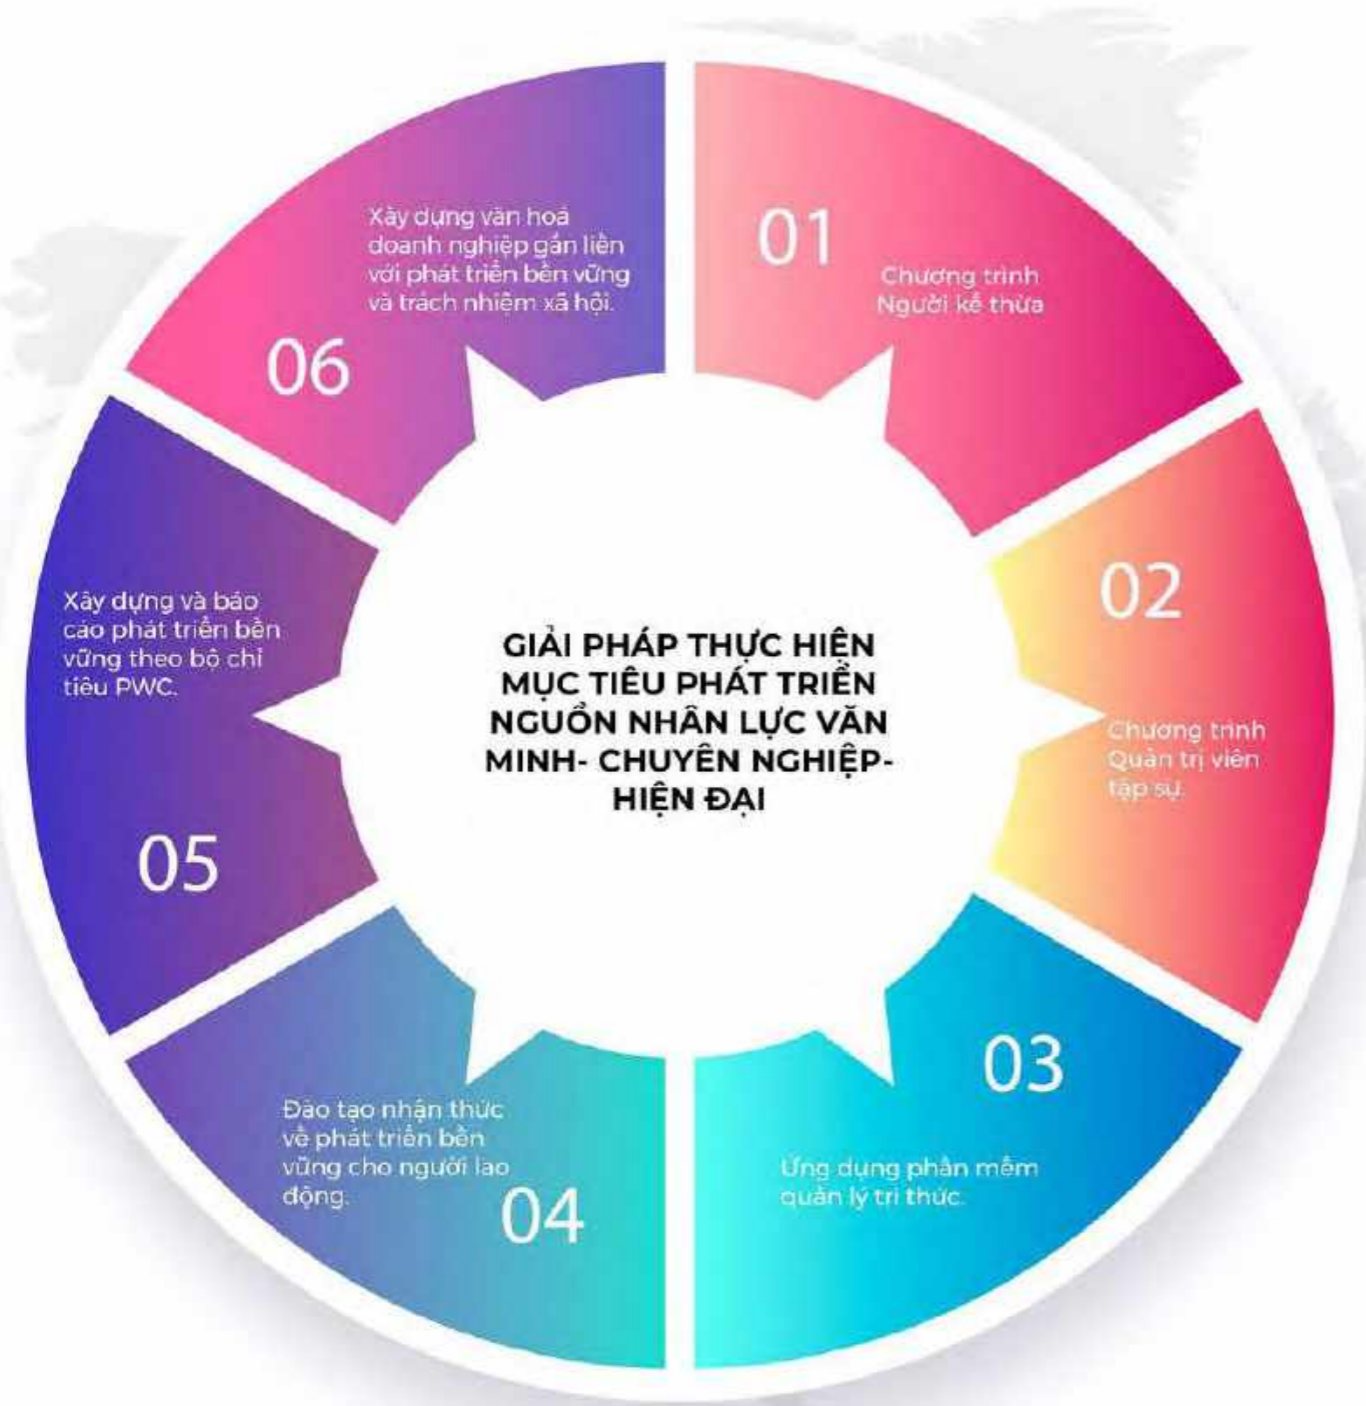 01
Chương trình
Người kế thừa
02
Chương trình
Quản trị viên
tập sự.
03
Ứng dụng phần mềm
quản lý tri thức.
04
Đào tạo nhận thức
về phát triển bền
vững cho người lao
động.
05
Xây dựng và báo
cáo phát triển bền
vững theo bộ chỉ
tiêu PWC.
06
Xây dựng văn hoá
doanh nghiệp gắn liền
với phát triển bền vững
và trách nhiệm xã hội.
GIẢI PHÁP THỰC HIỆN
MỤC TIÊU PHÁT TRIỂN
NGUỒN NHÂN LỰC VĂN
MINH- CHUYÊN NGHIỆP-
HIỆN ĐẠI